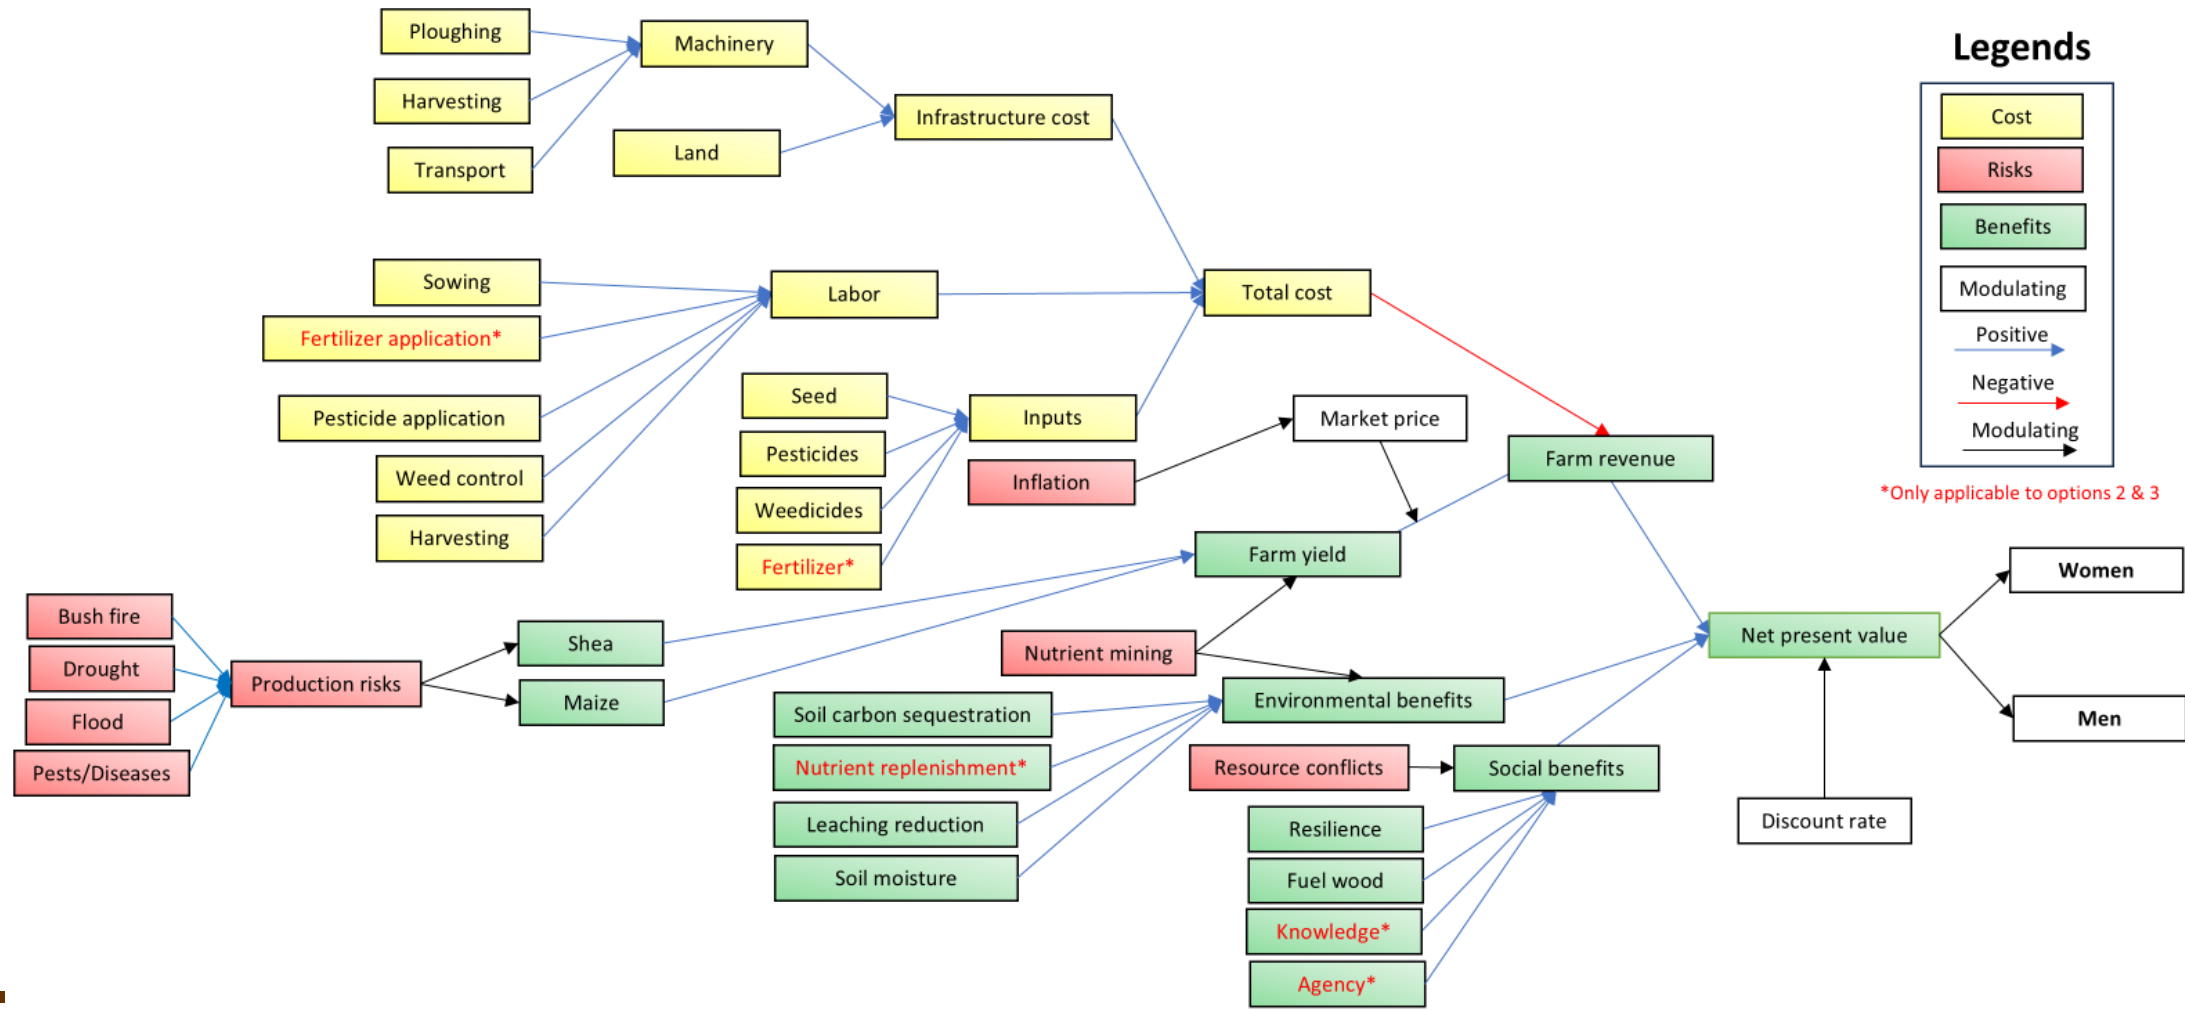 Ploughing
Machinery
Harvesting
Infrastructure cost
Land
Transport
Sowing
Labor
Total cost
Fertilizer application*
Pesticide application
Seed
Inputs
Market price
Pesticides
Weed control
Inflation
Farm revenue
Weedicides
Harvesting
Farm yield
Fertilizer*
Bush fire
Shea
Nutrient mining
Net present value
Women
Drought
Production risks
Maize
Environmental benefits
Men
Flood
Soil carbon sequestration
Pests/Diseases
Nutrient replenishment*
Resource conflicts
Social benefits
Leaching reduction
Resilience
Discount rate
Soil moisture
Fuel wood
Knowledge*
Agency*
Legends
Cost
Risks
Benefits
Modulating
Positive
Negative
Modulating
*Only applicable to options 2 & 3